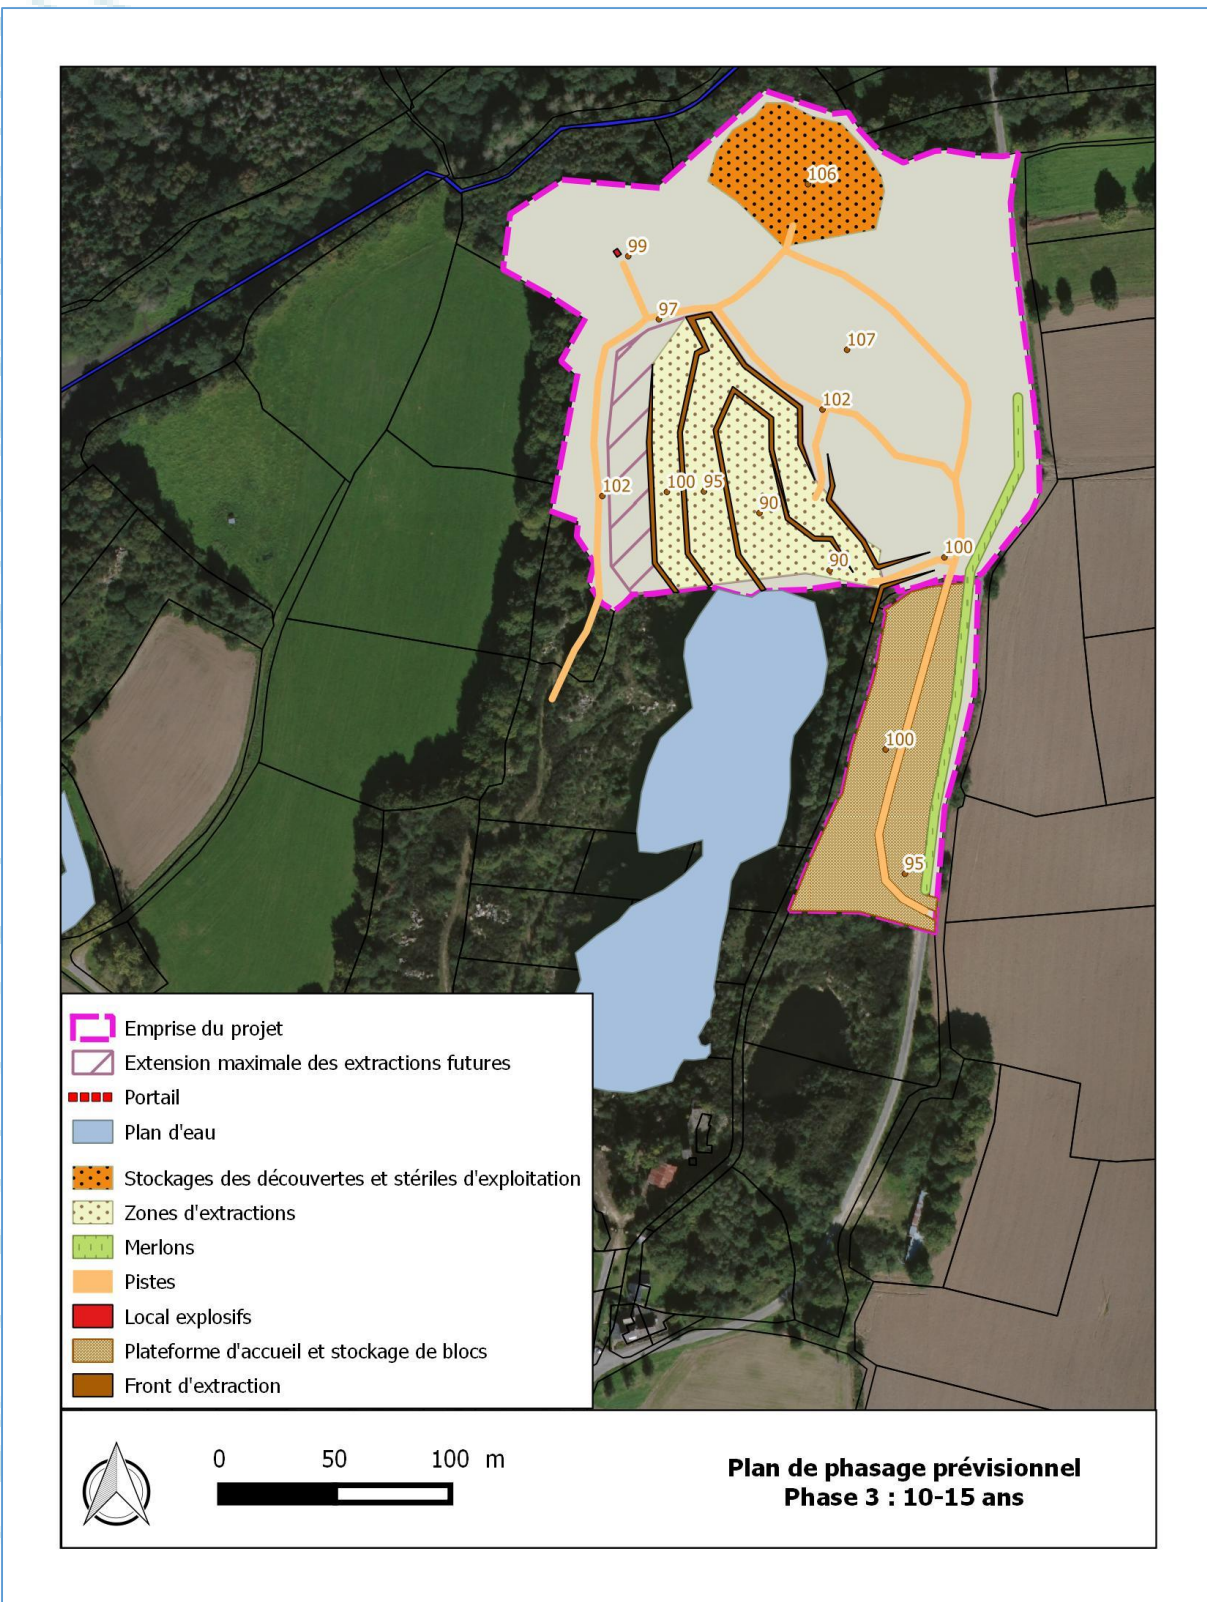 106
99
97
107
102
102
100
95
90
90
100
100
95
Emprise du projet
Extension maximale des extractions futures
Portail
Plan d'eau
Stockages des découvertes et stériles d'exploitation
Zones d'extractions
Merlons
Pistes
Local explosifs
Plateforme d'accueil et stockage de blocs
Front d'extraction
0 50 100 m
Plan de phasage prévisionnel
Phase 3 : 10-15 ans